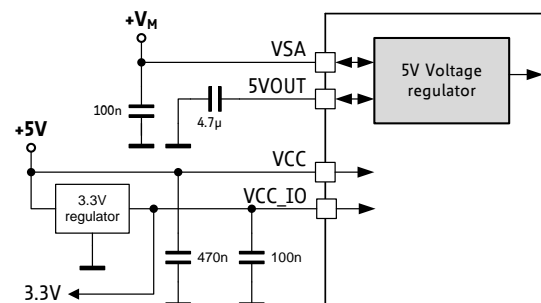 +VM
VSA
5VOUT
5V Voltage
regulator
100n
4.7µ
+5V
VCC
3.3V
regulator
VCC_IO
470n
100n
3.3V